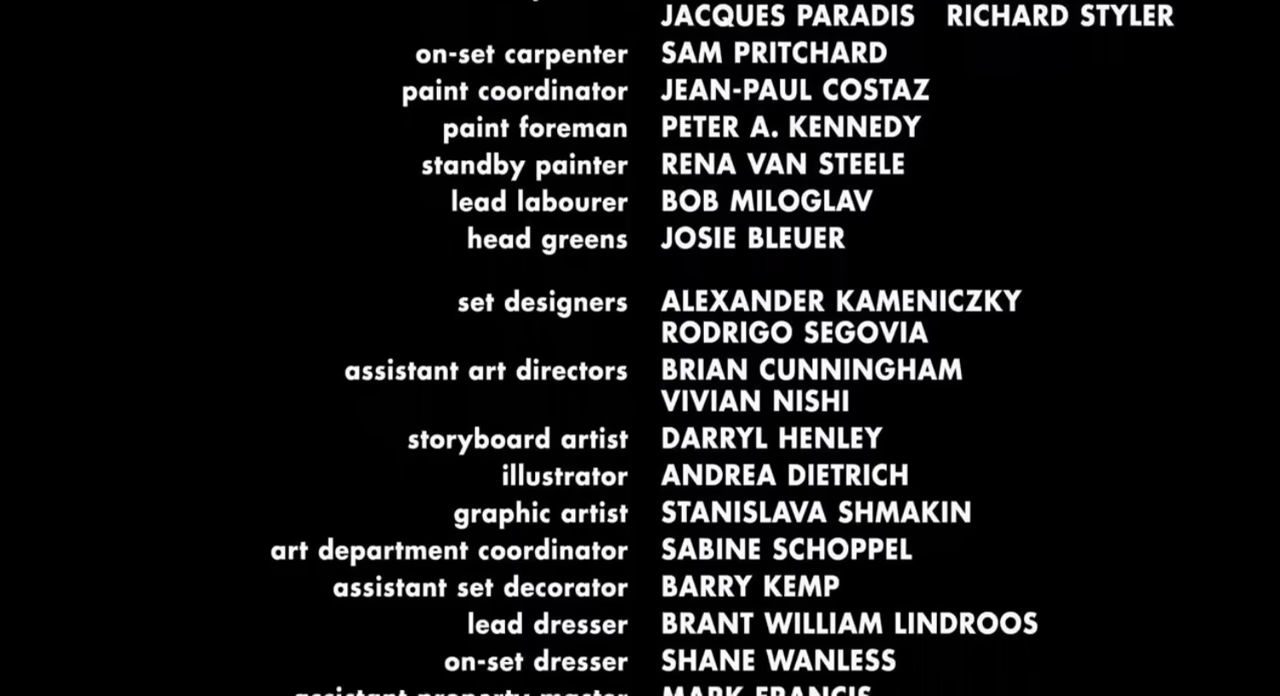 JACQUES PARADIS RICHARD STYLER
on-set carpenter SAM PRITCHARD
paint coordinator JEAN-PAUL COSTAZ
paint foreman PETER A. KENNEDY
standby painter RENA VAN STEELE
lead labourer BOB MILOGLAV
head greens JOSIE BLEUER
set designers ALEXANDER KAMENICZKY
RODRIGO SEGOVIA
assistant art directors BRIAN CUNNINGHAM
VIVIAN NISHI
storyboard artist DARRYL HENLEY
illustrator ANDREA DIETRICH
graphic artist STANISLAVA SHMAKIN
art department coordinator SABINE SCHOPPEL
assistant set decorator BARRY KEMP
lead dresser BRANT WILLIAM LINDROOS
on-set dresser SHANE WANLESS
assistant property master MARK FRANCIS